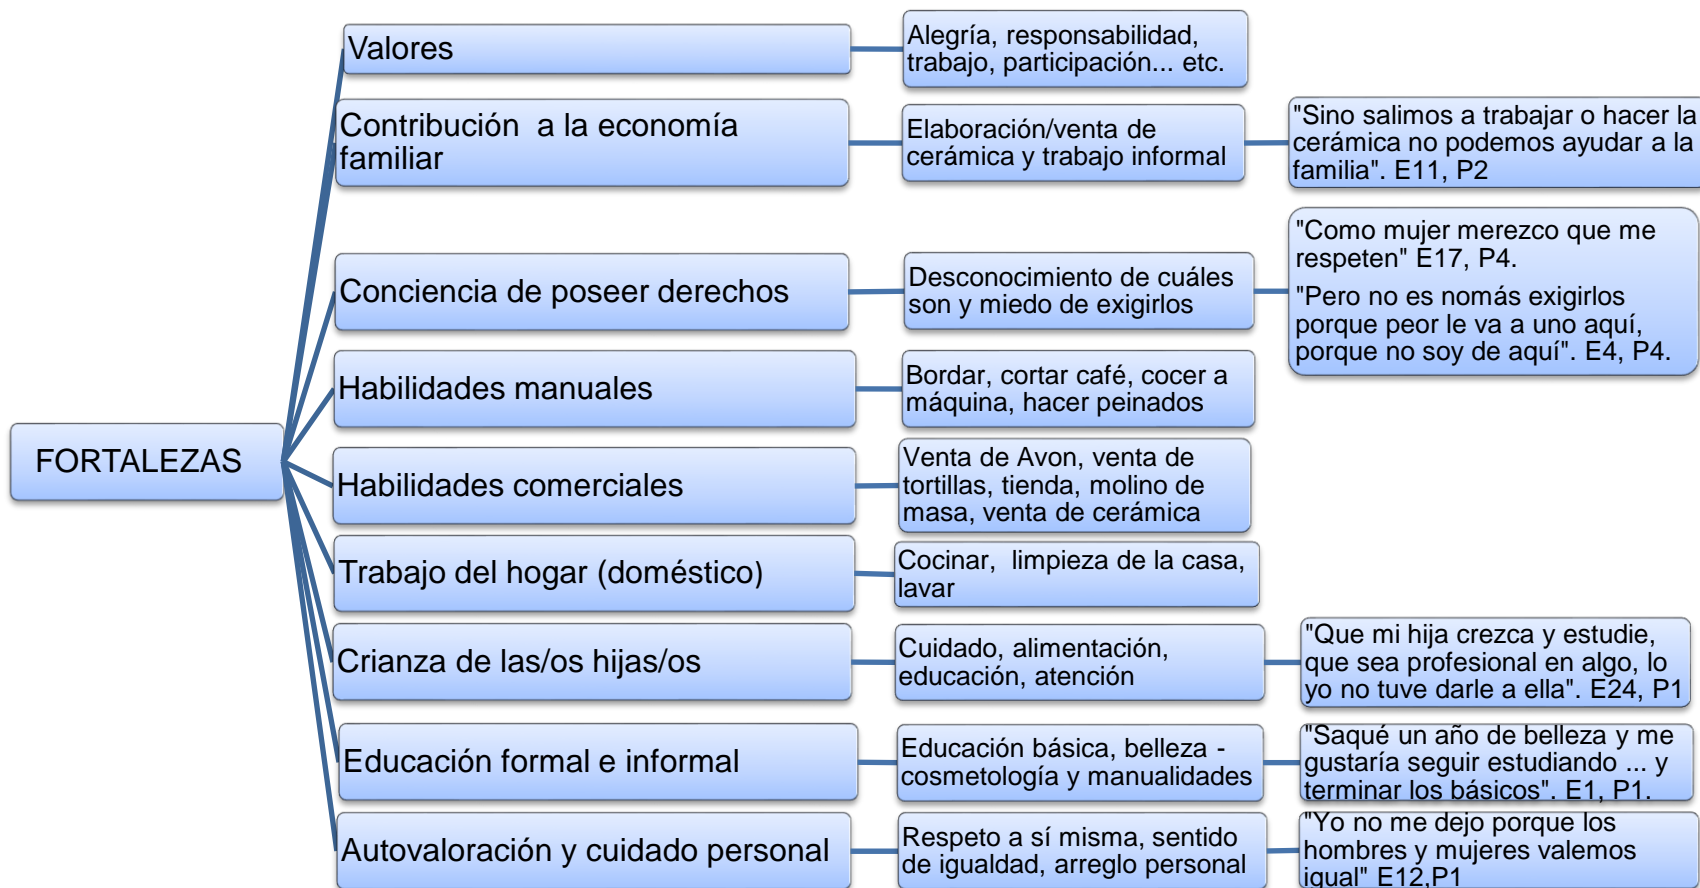 FORTALEZAS
Valores
Alegría, responsabilidad,
trabajo, participación... etc.
Contribución  a la economía
familiar
Elaboración/venta de
cerámica y trabajo informal
"Sino salimos a trabajar o hacer la
cerámica no podemos ayudar a la
familia". E11, P2
Conciencia de poseer derechos
Desconocimiento de cuáles
son y miedo de exigirlos
"Como mujer merezco que me
respeten" E17, P4.
"Pero no es nomás exigirlos
porque peor le va a uno aquí,
porque no soy de aquí". E4, P4.
Habilidades manuales
Bordar, cortar café, cocer a
máquina, hacer peinados
Habilidades comerciales
Venta de Avon, venta de
tortillas, tienda, molino de
masa, venta de cerámica
Trabajo del hogar (doméstico)
Cocinar,  limpieza de la casa,
lavar
Crianza de las/os hijas/os
Cuidado, alimentación,
educación, atención
"Que mi hija crezca y estudie,
que sea profesional en algo, lo
yo no tuve darle a ella". E24, P1
Educación formal e informal
Educación básica, belleza -
cosmetología y manualidades
"Saqué un año de belleza y me
gustaría seguir estudiando ... y
terminar los básicos". E1, P1.
Autovaloración y cuidado personal
Respeto a sí misma, sentido
de igualdad, arreglo personal
"Yo no me dejo porque los
hombres y mujeres valemos
igual" E12,P1